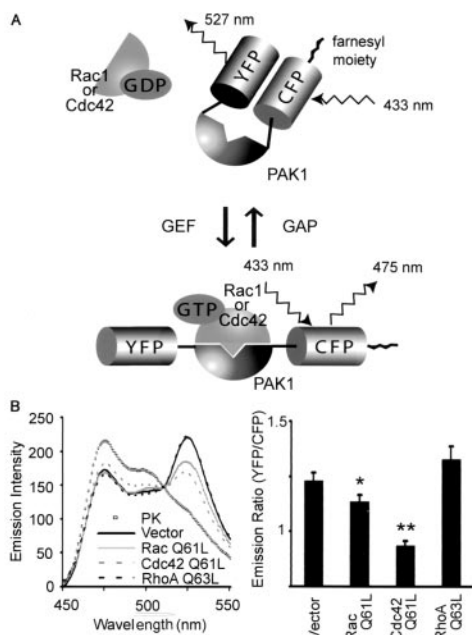 A
527 nm
farnesyl
moiety
YFP
CFP
Rac1
or
Cdc42
GDP
433 nm
PAK1
GEF
GAP
433 nm
475 nm
GTP
Rac1
or
Cdc42
YFP
CFP
PAK1
B
Emission Intensity
250
200
150
100
50
0
PK
Vector
Rac Q61L
Cdc42 Q61L
RhoA Q63L
450
500
550
Wavelength (nm)
Emission Ratio (YFP/CFP)
1.5
1
*
**
Vector
Rac
Q61L
Cdc42
Q61L
RhoA
Q63L